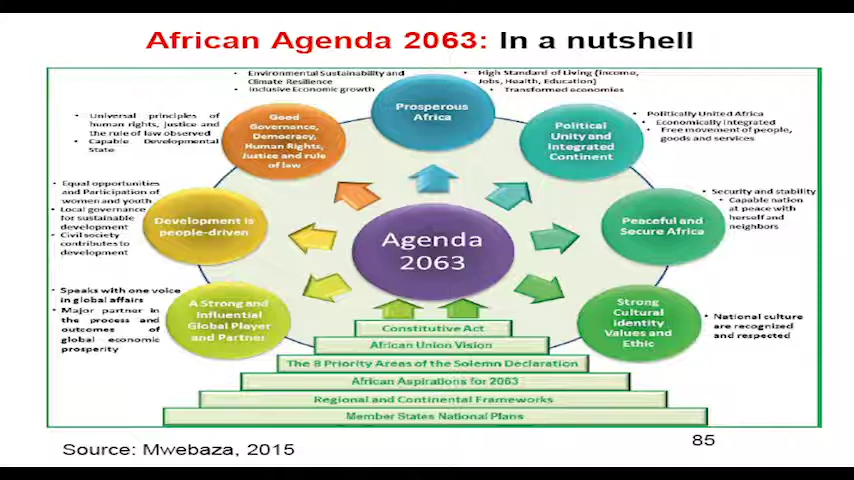 African Agenda 2063: In a nutshell
• Environmental Sustainability and
Climate Resilience
• Inclusive Economic growth
Prosperous
Africa
• High Standard of Living (Income,
Jobs, Health, Education)
• Transformed economies
• Universal principles of
human rights, justice and
the rule of law observed
• Capable Developmental
State
Good
Governance,
Democracy,
Human Rights,
Justice and rule
of law
Political
Unity and
Integrated
Continent
• Politically United Africa
• Economically integrated
• Free movement of people,
goods and services
• Equal opportunities
and Participation of
women and youth
• Local governance
for sustainable
development
• Civil society
contributes to
development
Development is
people-driven
Agenda
2063
Peaceful and
Secure Africa
• Security and stability
• Capable nation
at peace with
herself and
neighbors
• Speaks with one voice
in global affairs
• Major partner in
the process and
outcomes of
global economic
prosperity
A Strong and
Influential
Global Player
and Partner
Strong
Cultural
Identity
Values and
Ethic
• National culture
are recognized
and respected
Constitutive Act
African Union Vision
The 8 Priority Areas of the Solemn Declaration
African Aspirations for 2063
Regional and Continental Frameworks
Member States National Plans
Source: Mwebaza, 2015
85